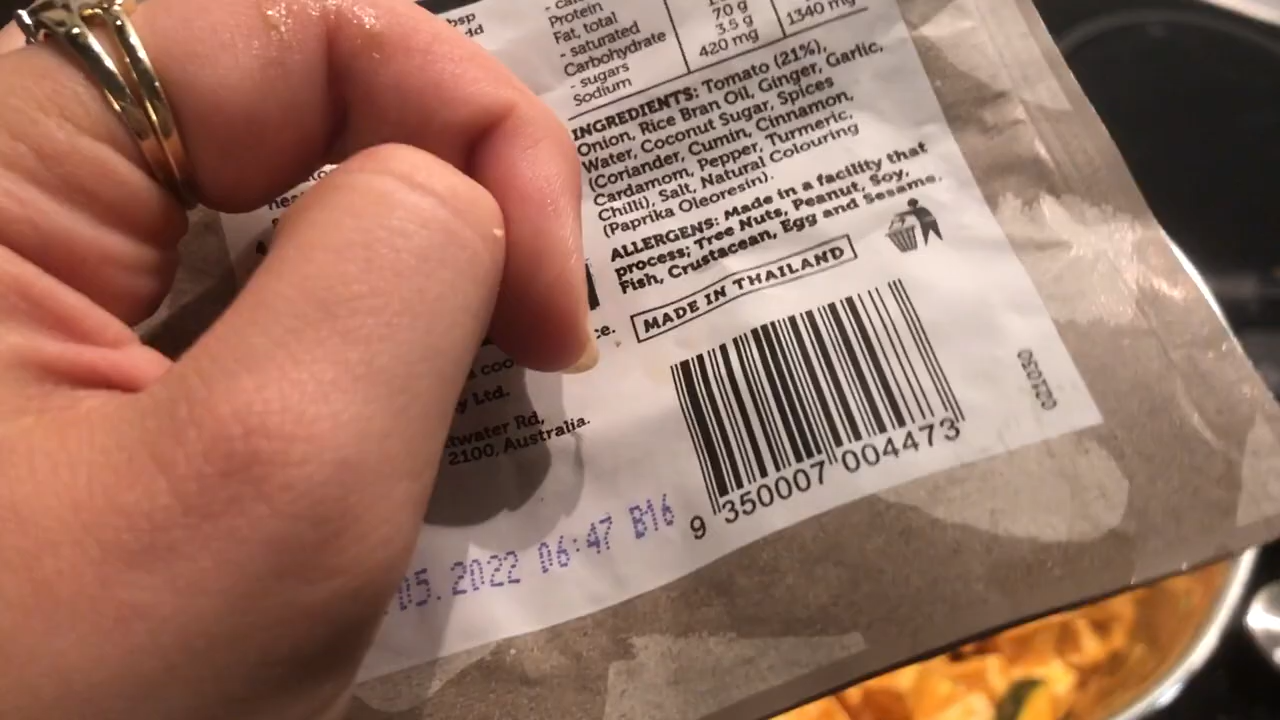 Protein
Fat, total
- saturated
Carbohydrate
- sugars
Sodium
70 g
3.5 g
420 mg
1340 mg
INGREDIENTS: Tomato (21%),
Onion, Rice Bran Oil, Ginger, Garlic,
Water, Coconut Sugar, Spices
(Coriander, Cumin, Cinnamon,
Cardamom, Pepper, Turmeric,
Chilli), Salt, Natural Colouring
(Paprika Oleoresin).
ALLERGENS: Made in a facility that
process; Tree Nuts, Peanut, Soy,
Fish, Crustacean, Egg and Sesame.
MADE IN THAILAND
Ltd.
Rd,
2100, Australia.
05.2022 06:47 B16
9 350007 004473